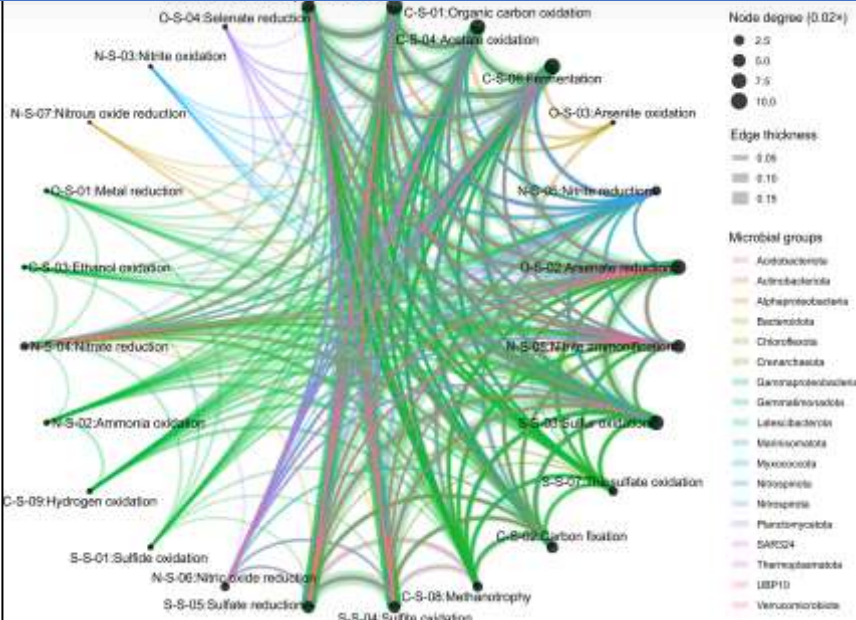 C-S-01:Organic carbon oxidation
O-S-04:Selenate reduction
C-S-04:Acetate oxidation
N-S-03:Nitrite oxidation
C-S-06:Fermentation
N-S-07:Nitrous oxide reduction
O-S-03:Arsenite oxidation
O-S-01:Metal reduction
N-S-05:Nitrite reduction
C-S-03:Ethanol oxidation
O-S-02:Arsenate reduction
N-S-04:Nitrate reduction
N-S-05:Nitrite ammonification
N-S-02:Ammonia oxidation
S-S-03:Sulfur oxidation
C-S-09:Hydrogen oxidation
S-S-07:Thiosulfate oxidation
S-S-01:Sulfide oxidation
C-S-02:Carbon fixation
N-S-06:Nitric oxide reduction
C-S-08:Methanotrophy
S-S-05:Sulfate reduction
S-S-04:Sulfite oxidation
Node degree (0.02×)
2.5
5.0
7.5
10.0
Edge thickness
0.05
0.10
0.15
Microbial groups
Acidobacteriota
Actinobacteriota
Alphaproteobacteria
Bacteroidota
Chloroflexota
Crenarchaeota
Gammaproteobacteria
Gemmatimonadota
Latescibacterota
Marinisomatota
Myxococcota
Nitrospinota
Nitrospirota
Planctomycetota
SAR324
Thermoplasmatota
UBP10
Verrucomicrobiota